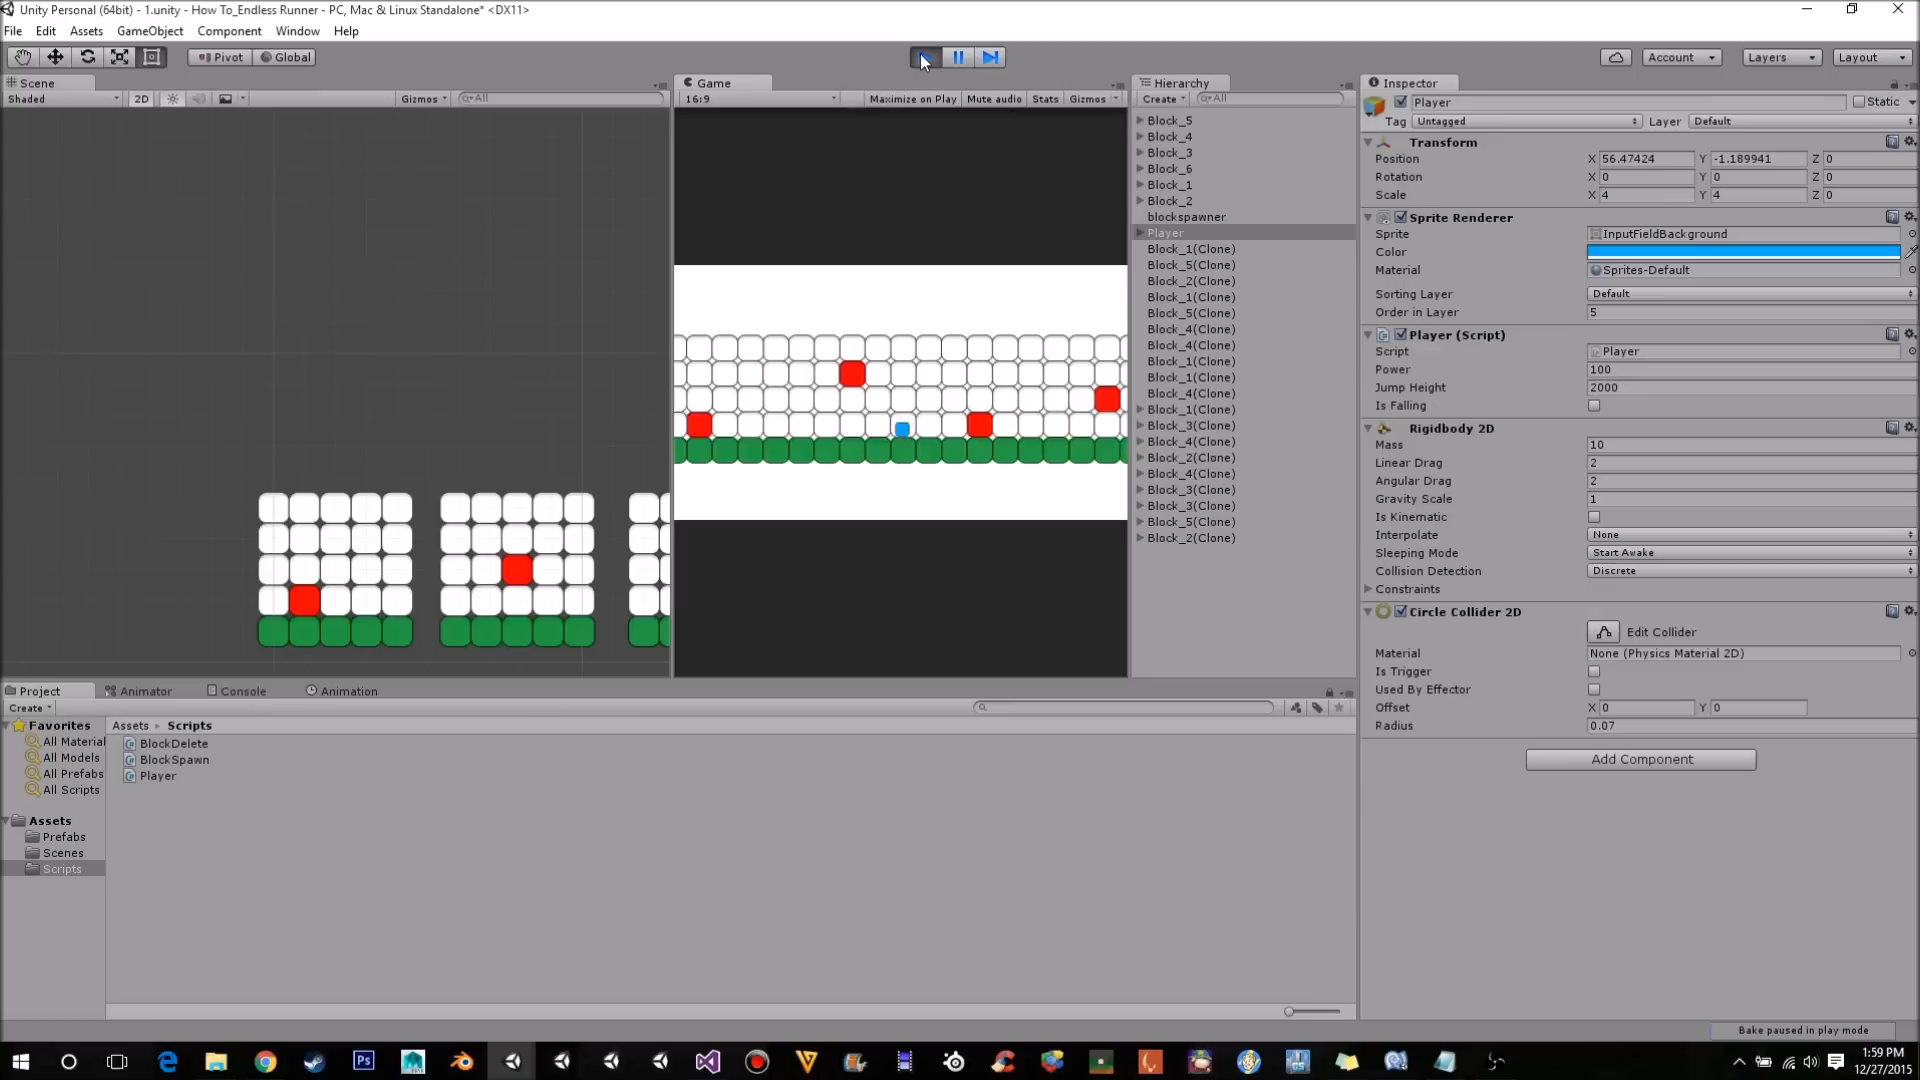 Unity Personal (64bit) - 1.unity - How To_Endless Runner - PC, Mac & Linux Standalone* <DX11>
File Edit Assets GameObject Component Window Help
Pivot Global Account Layers Layout
Scene Game Hierarchy Inspector
Shaded 2D Gizmos All 16:9 Maximize on Play Mute audio Stats Gizmos Create All
Player Static
Tag Untagged Layer Default
Transform
Position X 56.47424 Y -1.189941 Z 0
Rotation X 0 Y 0 Z 0
Scale X 4 Y 4 Z 0
Sprite Renderer
Sprite InputFieldBackground
Color
Material Sprites-Default
Sorting Layer Default
Order in Layer 5
Player (Script)
Script Player
Power 100
Jump Height 2000
Is Falling
Rigidbody 2D
Mass 10
Linear Drag 2
Angular Drag 2
Gravity Scale 1
Is Kinematic
Interpolate None
Sleeping Mode Start Awake
Collision Detection Discrete
Constraints
Circle Collider 2D
Edit Collider
Material None (Physics Material 2D)
Is Trigger
Used By Effector
Offset X 0 Y 0
Radius 0.07
Add Component
Block_5
Block_4
Block_3
Block_6
Block_1
Block_2
blockspawner
Player
Block_1(Clone)
Block_5(Clone)
Block_2(Clone)
Block_1(Clone)
Block_5(Clone)
Block_4(Clone)
Block_4(Clone)
Block_1(Clone)
Block_1(Clone)
Block_4(Clone)
Block_1(Clone)
Block_3(Clone)
Block_4(Clone)
Block_2(Clone)
Block_4(Clone)
Block_3(Clone)
Block_3(Clone)
Block_5(Clone)
Block_2(Clone)
Project Animator Console Animation
Create
Favorites
All Material
All Models
All Prefabs
All Scripts
Assets
Prefabs
Scenes
Scripts
Assets Scripts
BlockDelete
BlockSpawn
Player
Bake paused in play mode
Ps
1:59 PM
12/27/2015